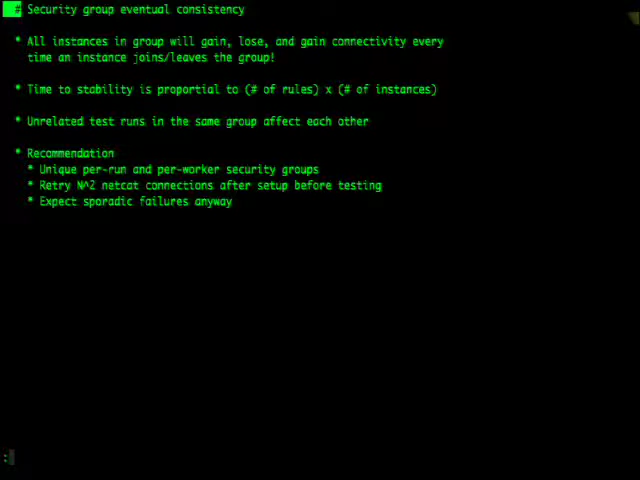 # Security group eventual consistency
* All instances in group will gain, lose, and gain connectivity every
time an instance joins/leaves the group!
* Time to stability is proportial to (# of rules) x (# of instances)
* Unrelated test runs in the same group affect each other
* Recommendation
* Unique per-run and per-worker security groups
* Retry N^2 netcat connections after setup before testing
* Expect sporadic failures anyway
: